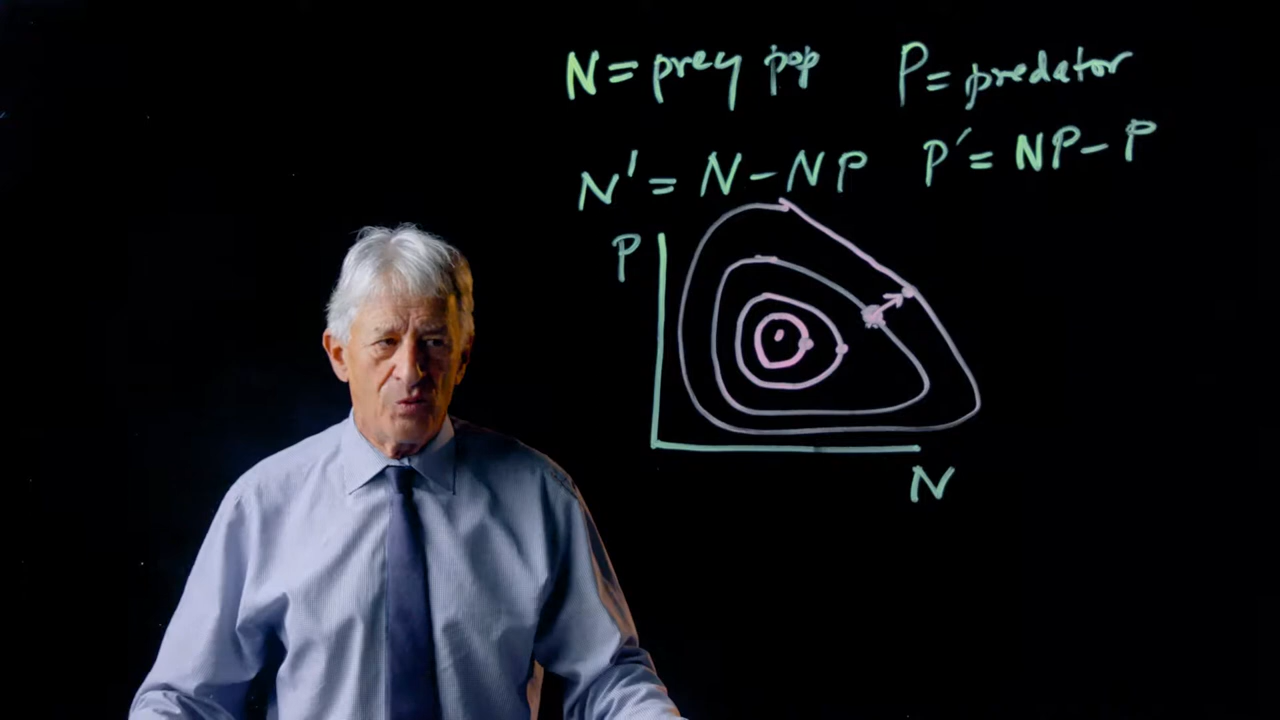 N = prey pop P = predator
N' = N - NP P' = NP - P
P
N